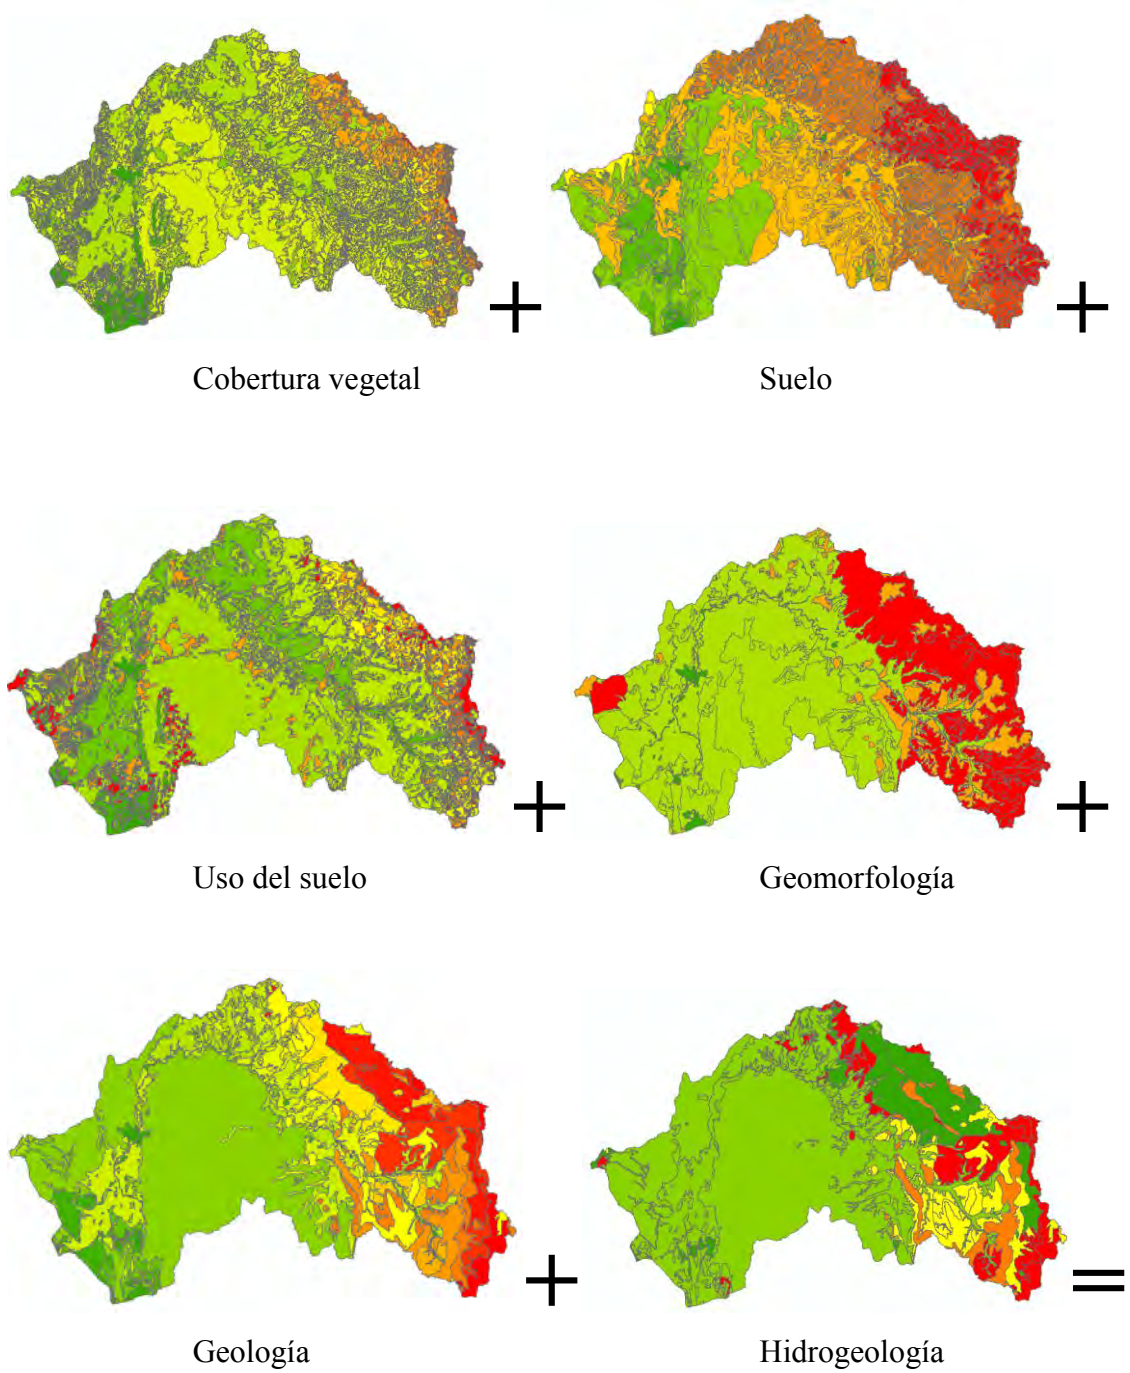 + +
Cobertura vegetal Suelo
+ +
Uso del suelo Geomorfología
+ =
Geología Hidrogeología